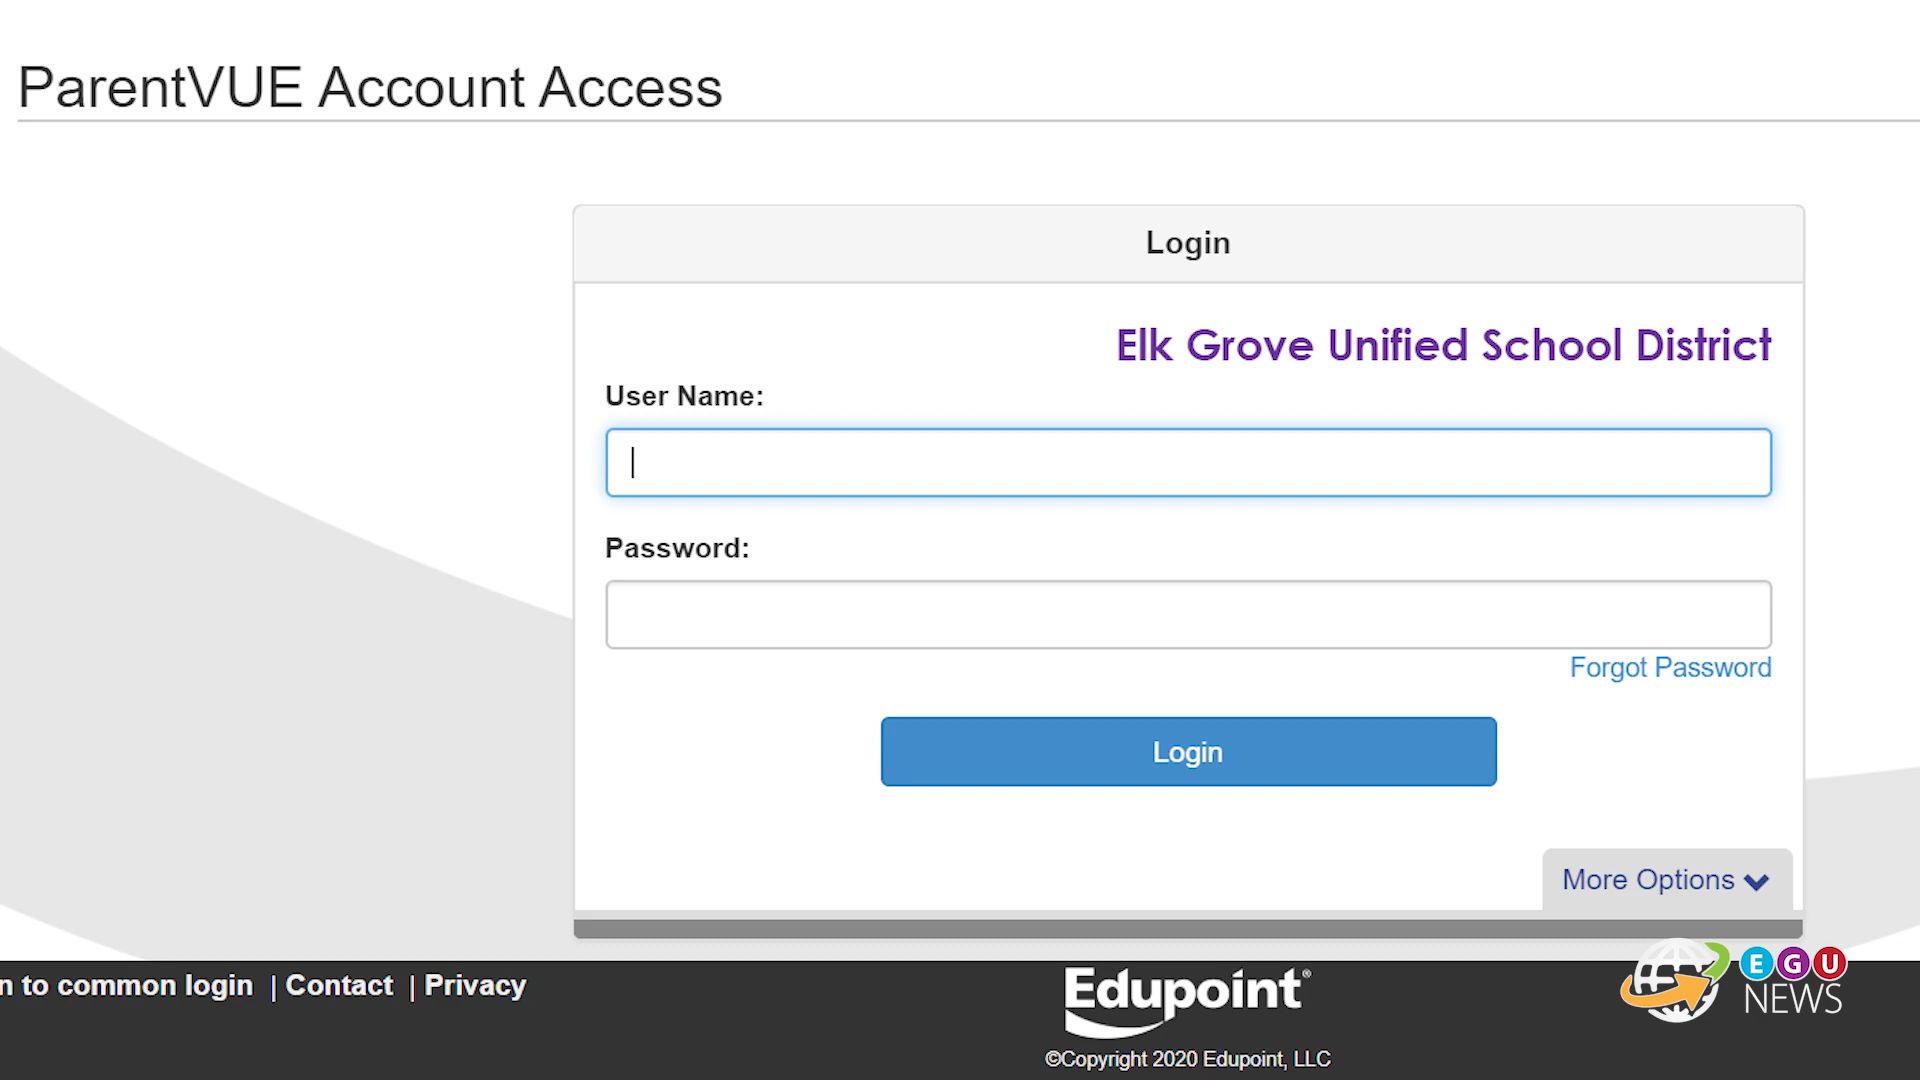 ParentVUE Account Access
Login
Elk Grove Unified School District
User Name:
Password:
Forgot Password
Login
More Options
n to common login | Contact | Privacy
Edupoint®
©Copyright 2020 Edupoint, LLC
EGU
NEWS